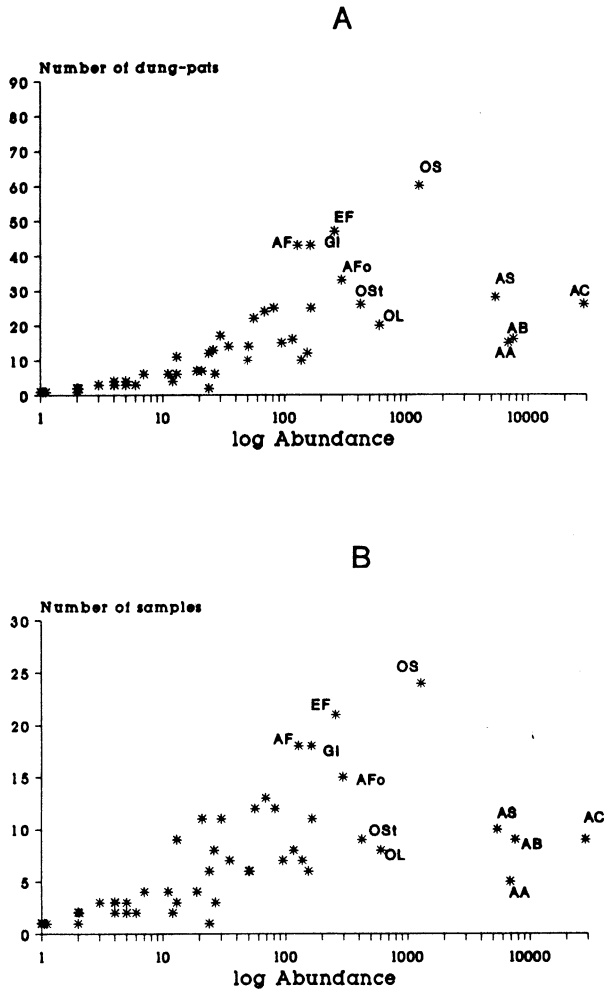 A
Number of dung-pats
90
80
70
60
50
40
30
20
10
0
OS
EF
AF
GI
AFo
OSt
OL
AS
AC
AB
AA
1 10 100 1000 10000
log Abundance
B
Number of samples
30
25
20
15
10
5
0
OS
EF
AF
GI
AFo
OSt
OL
AS
AC
AB
AA
1 10 100 1000 10000
log Abundance